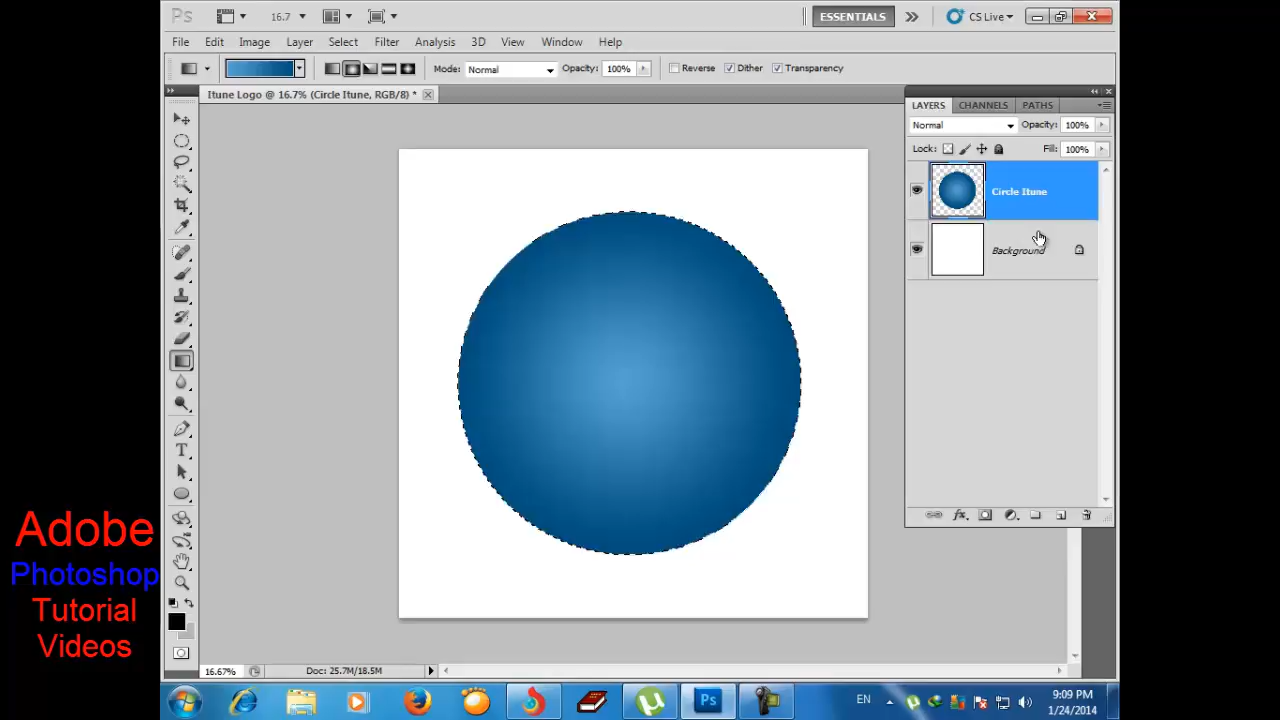 Ps
16.7
ESSENTIALS
CS Live
File Edit Image Layer Select Filter Analysis 3D View Window Help
Mode: Normal Opacity: 100% Reverse Dither Transparency
Itune Logo @ 16.7% (Circle Itune, RGB/8) *
LAYERS CHANNELS PATHS
Normal Opacity: 100%
Lock: Fill: 100%
Circle Itune
Background
fx
T
Adobe
Photoshop
Tutorial
Videos
16.67% Doc: 25.7M/18.5M
Ps
EN
9:09 PM
1/24/2014